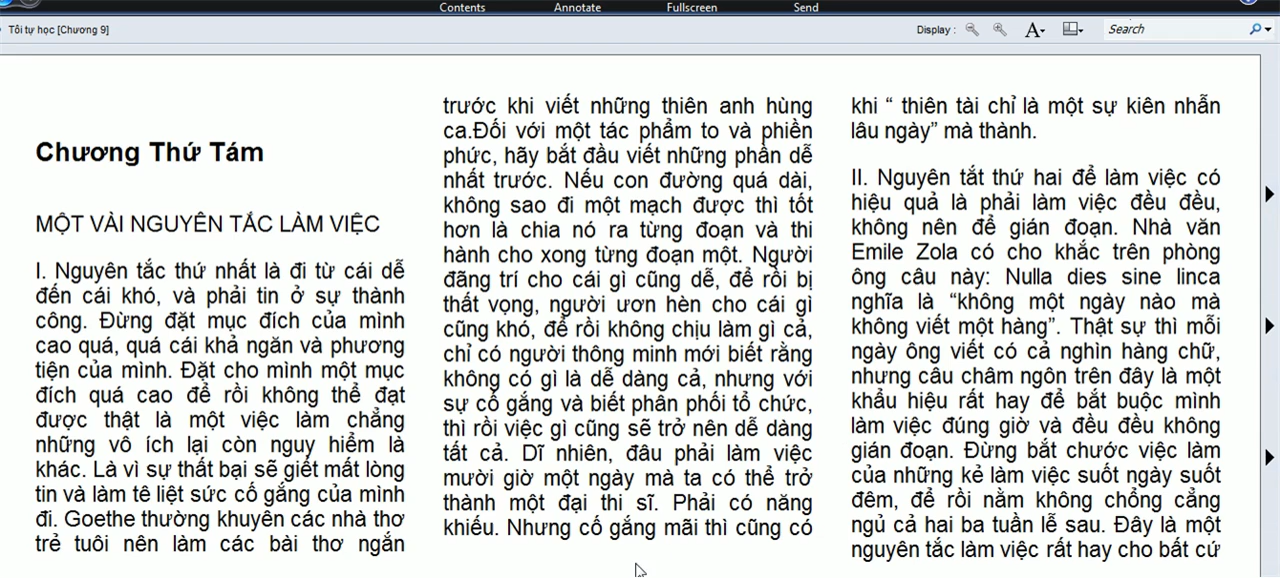 Contents Annotate Fullscreen Send
Tôi tự học [Chương 9] Display : A Search
Chương Thứ Tám
MỘT VÀI NGUYÊN TẮC LÀM VIỆC
I. Nguyên tắc thứ nhất là đi từ cái dễ
đến cái khó, và phải tin ở sự thành
công. Đừng đặt mục đích của mình
cao quá, quá cái khả ngăn và phương
tiện của mình. Đặt cho mình một mục
đích quá cao để rồi không thể đạt
được thật là một việc làm chẳng
những vô ích lại còn nguy hiểm là
khác. Là vì sự thất bại sẽ giết mất lòng
tin và làm tê liệt sức cố gắng của mình
đi. Goethe thường khuyên các nhà thơ
trẻ tuôi nên làm các bài thơ ngắn
trước khi viết những thiên anh hùng
ca.Đối với một tác phẩm to và phiền
phức, hãy bắt đầu viết những phần dễ
nhất trước. Nếu con đường quá dài,
không sao đi một mạch được thì tốt
hơn là chia nó ra từng đoạn và thi
hành cho xong từng đoạn một. Người
đãng trí cho cái gì cũng dễ, để rồi bị
thất vọng, người ươn hèn cho cái gì
cũng khó, để rồi không chịu làm gì cả,
chỉ có người thông minh mới biết rằng
không có gì là dễ dàng cả, nhưng với
sự cố gắng và biết phân phối tổ chức,
thì rồi việc gì cũng sẽ trở nên dễ dàng
tất cả. Dĩ nhiên, đâu phải làm việc
mười giờ một ngày mà ta có thể trở
thành một đại thi sĩ. Phải có năng
khiếu. Nhưng cố gắng mãi thì cũng có
khi “ thiên tài chỉ là một sự kiên nhẫn
lâu ngày” mà thành.
II. Nguyên tắt thứ hai để làm việc có
hiệu quả là phải làm việc đều đều,
không nên để gián đoạn. Nhà văn
Emile Zola có cho khắc trên phòng
ông câu này: Nulla dies sine linca
nghĩa là “không một ngày nào mà
không viết một hàng”. Thật sự thì mỗi
ngày ông viết có cả nghìn hàng chữ,
nhưng câu châm ngôn trên đây là một
khẩu hiệu rất hay để bắt buộc mình
làm việc đúng giờ và đều đều không
gián đoạn. Đừng bắt chước việc làm
của những kẻ làm việc suốt ngày suốt
đêm, để rồi nằm không chổng cẳng
ngủ cả hai ba tuần lễ sau. Đây là một
nguyên tắc làm việc rất hay cho bất cứ